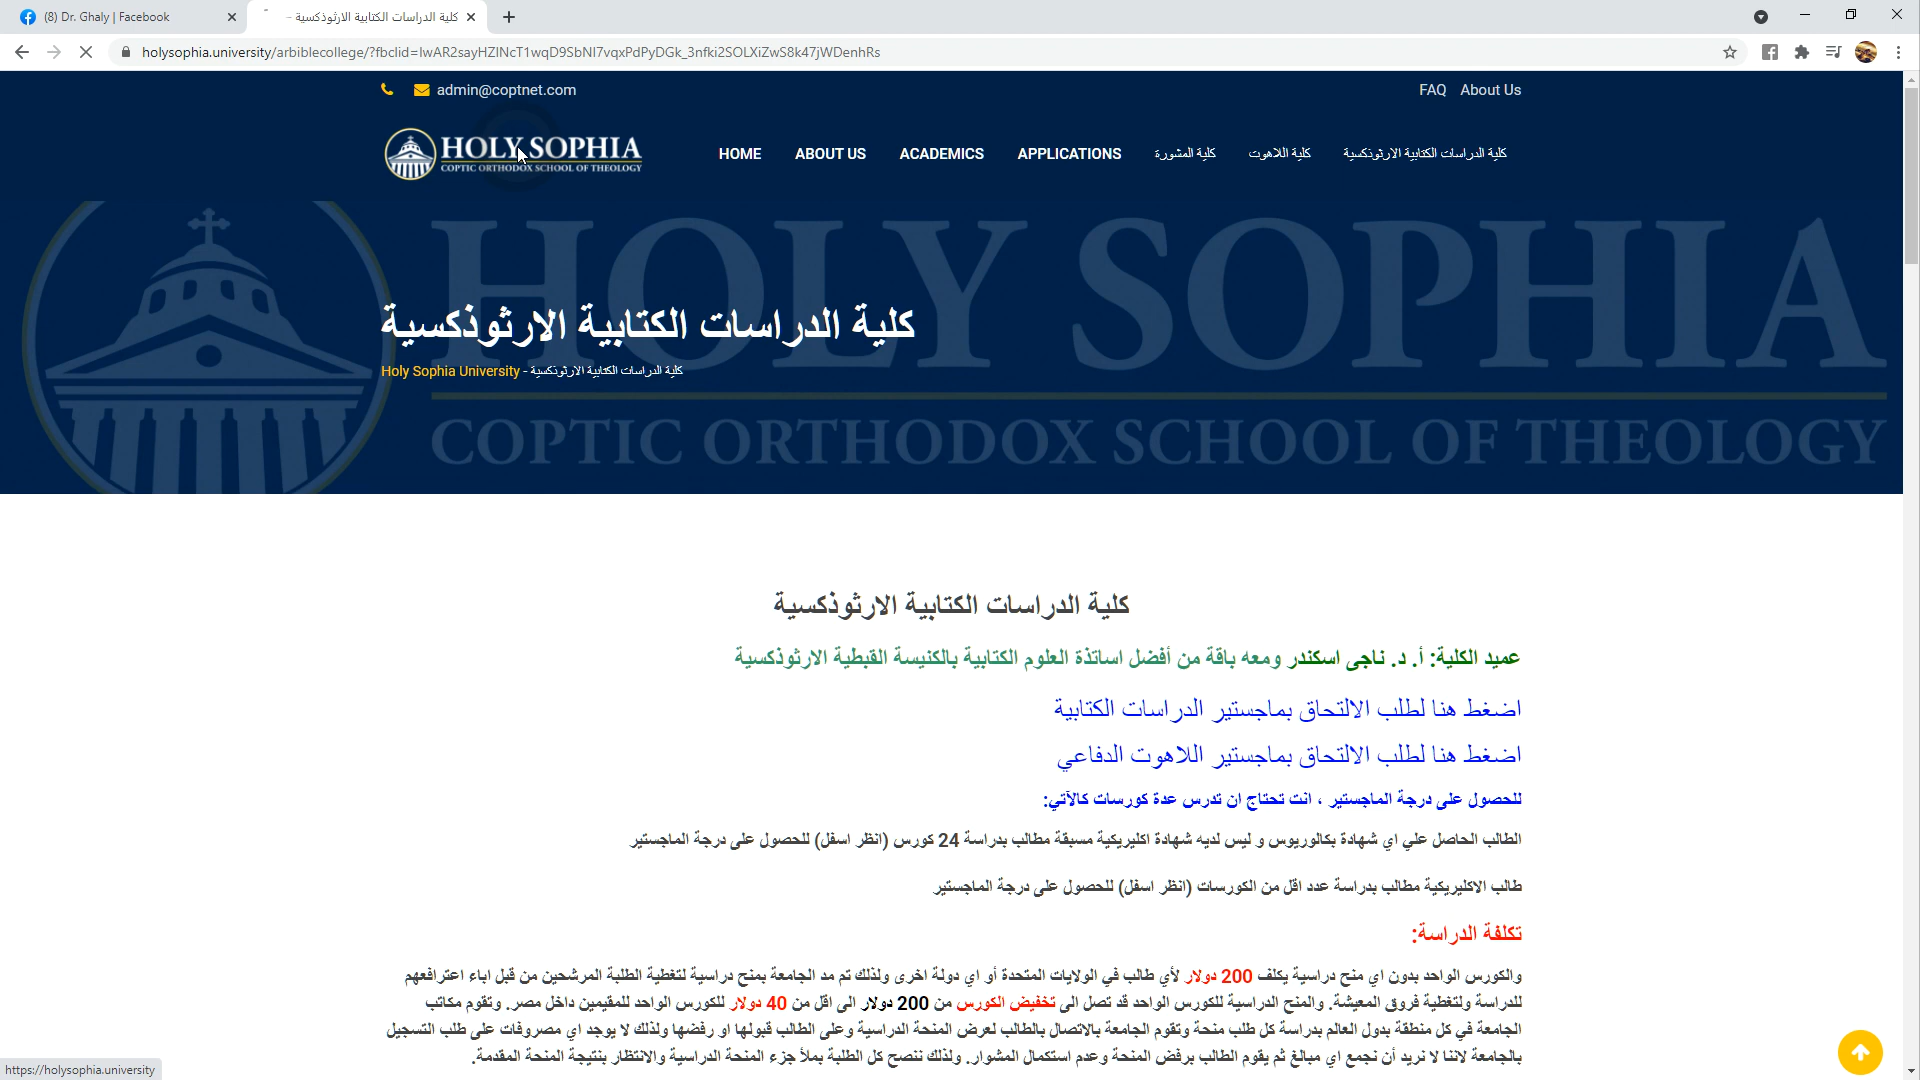 (8) Dr. Ghaly | Facebook
كلية الدراسات الكتابية الارثوذكسية –
holysophia.university/arbiblecollege/?fbclid=IwAR2sayHZINcT1wqD9SbNI7vqxPdPyDGk_3nfki2SOLXiZwS8k47jWDenhRs
admin@coptnet.com
FAQ About Us
HOLY SOPHIA
COPTIC ORTHODOX SCHOOL OF THEOLOGY
HOME ABOUT US ACADEMICS APPLICATIONS كلية المشورة كلية اللاهوت كلية الدراسات الكتابية الارثوذكسية
HOLY SOPHIA
COPTIC ORTHODOX SCHOOL OF THEOLOGY
كلية الدراسات الكتابية الارثوذكسية
Holy Sophia University - كلية الدراسات الكتابية الارثوذكسية
كلية الدراسات الكتابية الارثوذكسية
عميد الكلية: أ. د. ناجى اسكندر ومعه باقة من أفضل اساتذة العلوم الكتابية بالكنيسة القبطية الارثوذكسية
اضغط هنا لطلب الالتحاق بماجستير الدراسات الكتابية
اضغط هنا لطلب الالتحاق بماجستير اللاهوت الدفاعي
للحصول على درجة الماجستير ، انت تحتاج ان تدرس عدة كورسات كالآتي:
الطالب الحاصل علي اي شهادة بكالوريوس و ليس لديه شهادة اكليريكية مسبقة مطالب بدراسة 24 كورس (انظر اسفل) للحصول على درجة الماجستير
طالب الاكليريكية مطالب بدراسة عدد اقل من الكورسات (انظر اسفل) للحصول على درجة الماجستير
تكلفة الدراسة:
والكورس الواحد بدون اي منح دراسية يكلف 200 دولار لأي طالب في الولايات المتحدة أو اي دولة اخرى ولذلك تم مد الجامعة بمنح دراسية لتغطية الطلبة المرشحين من قبل اباء اعترافعهم
للدراسة ولتغطية فروق المعيشة. والمنح الدراسية للكورس الواحد قد تصل الى تخفيض الكورس من 200 دولار الى اقل من 40 دولار للكورس الواحد للمقيمين داخل مصر. وتقوم مكاتب
الجامعة في كل منطقة بدول العالم بدراسة كل طلب منحة وتقوم الجامعة بالاتصال بالطالب لعرض المنحة الدراسية وعلى الطالب قبولها او رفضها ولذلك لا يوجد اي مصروفات على طلب التسجيل
بالجامعة لاننا لا نريد أن نجمع اي مبالغ ثم يقوم الطالب برفض المنحة وعدم استكمال المشوار. ولذلك ننصح كل الطلبة بملأ جزء المنحة الدراسية والانتظار بنتيجة المنحة المقدمة.
https://holysophia.university